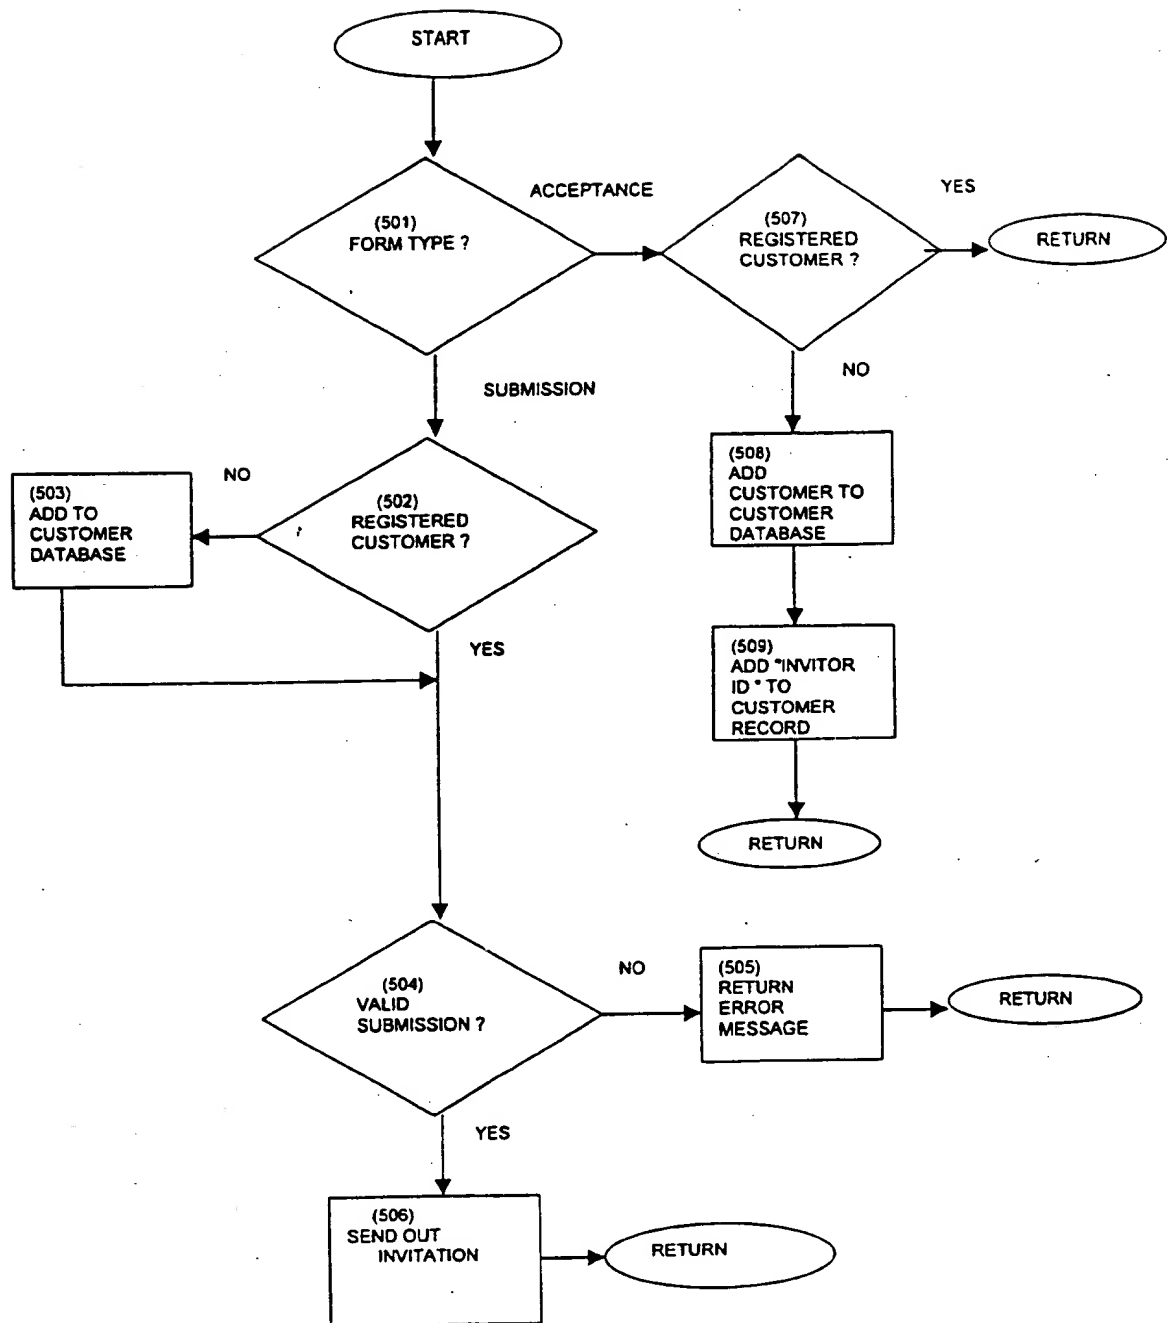 START
(501)
FORM TYPE ?
ACCEPTANCE
(507)
REGISTERED
CUSTOMER ?
YES
RETURN
NO
(508)
ADD
CUSTOMER TO
CUSTOMER
DATABASE
(509)
ADD "INVITOR
ID " TO
CUSTOMER
RECORD
RETURN
SUBMISSION
(502)
REGISTERED
CUSTOMER ?
NO
(503)
ADD TO
CUSTOMER
DATABASE
YES
(504)
VALID
SUBMISSION ?
NO
(505)
RETURN
ERROR
MESSAGE
RETURN
YES
(506)
SEND OUT
INVITATION
RETURN